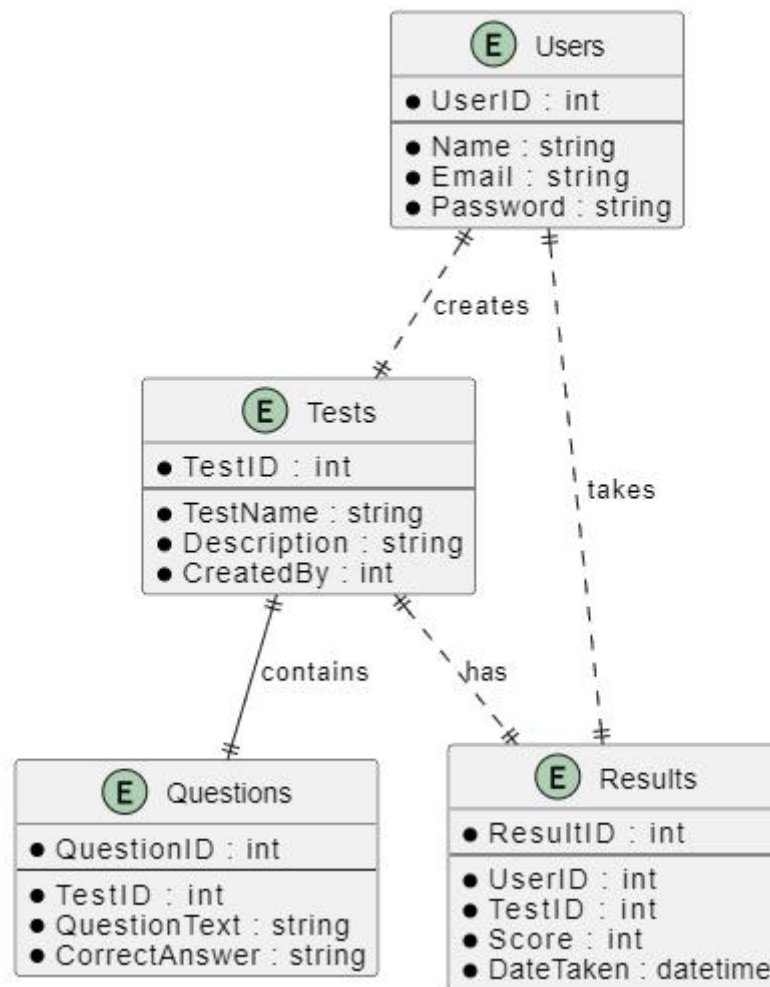 E Users
UserID : int
Name : string
Email : string
Password : string
creates
E Tests
TestID : int
TestName : string
Description : string
CreatedBy : int
takes
contains
has
E Questions
QuestionID : int
TestID : int
QuestionText : string
CorrectAnswer : string
E Results
ResultID : int
UserID : int
TestID : int
Score : int
DateTaken : datetime